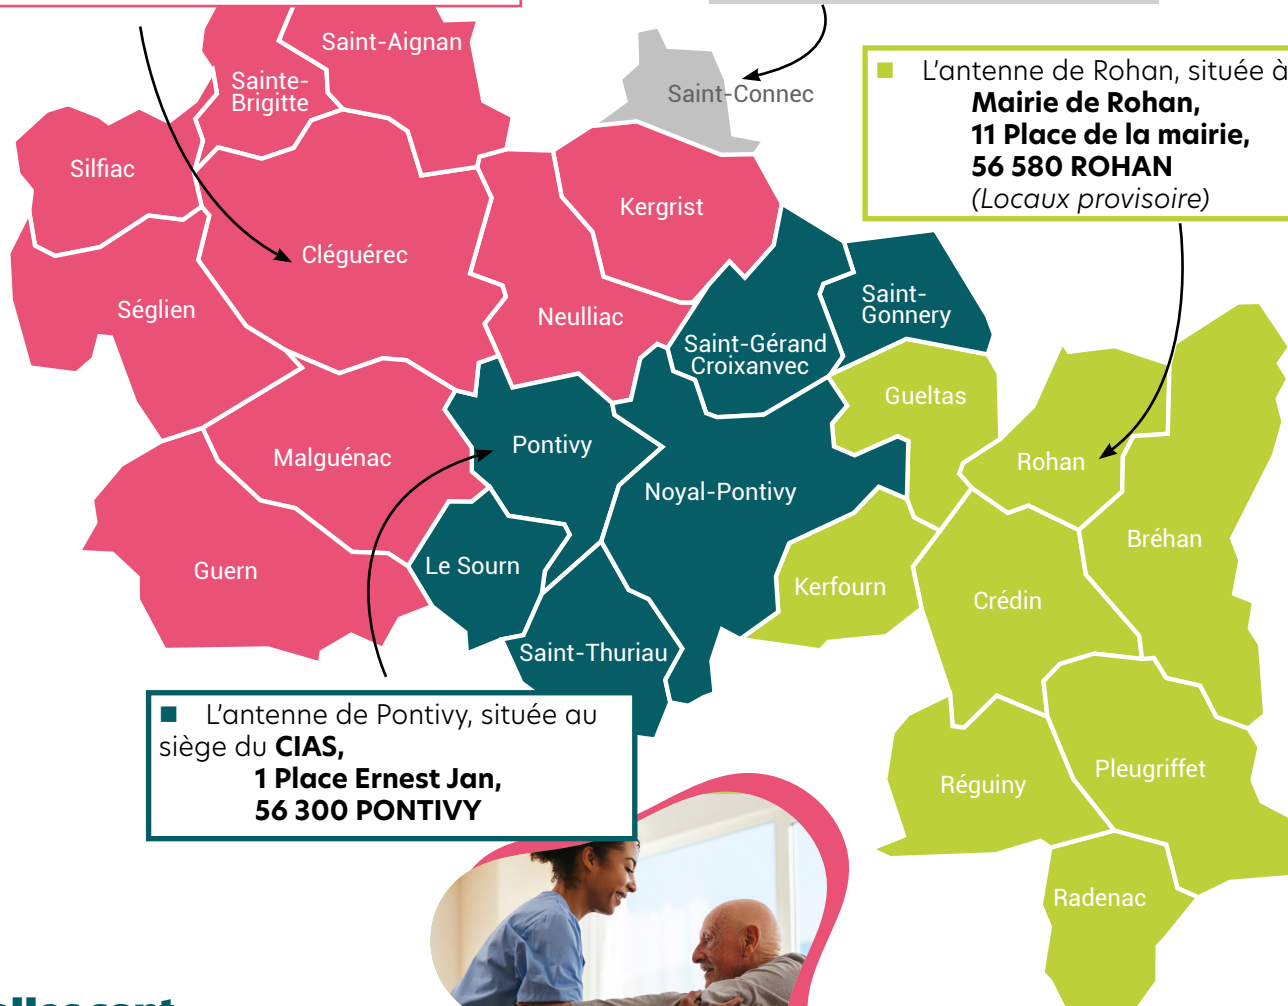 Saint-Aignan
Sainte-
Brigitte
Saint-Connec
L'antenne de Rohan, située à
Mairie de Rohan,
11 Place de la mairie,
56 580 ROHAN
(Locaux provisoire)
Silfiac
Kergrist
Cléguérec
Séglien
Neulliac
Saint-
Gonnery
Saint-Gérand
Croixanvec
Gueltas
Pontivy
Malguénac
Rohan
Noyal-Pontivy
Bréhan
Le Sourn
Guern
Kerfourn
Crédin
Saint-Thuriau
L'antenne de Pontivy, située au
siège du CIAS,
1 Place Ernest Jan,
56 300 PONTIVY
Pleugriffet
Réguiny
Radenac